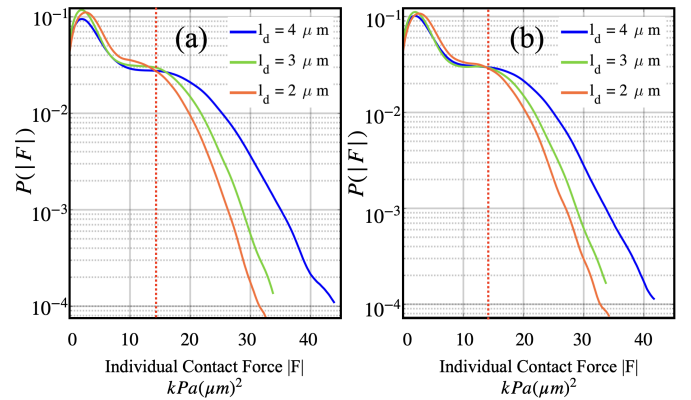 (a)
l_d = 4 μ m
l_d = 3 μ m
l_d = 2 μ m
P(|F|)
10⁻¹
10⁻²
10⁻³
10⁻⁴
0 10 20 30 40
Individual Contact Force |F|
kPa(μm)²
(b)
l_d = 4 μ m
l_d = 3 μ m
l_d = 2 μ m
P(|F|)
10⁻¹
10⁻²
10⁻³
10⁻⁴
0 10 20 30 40
Individual Contact Force |F|
kPa(μm)²